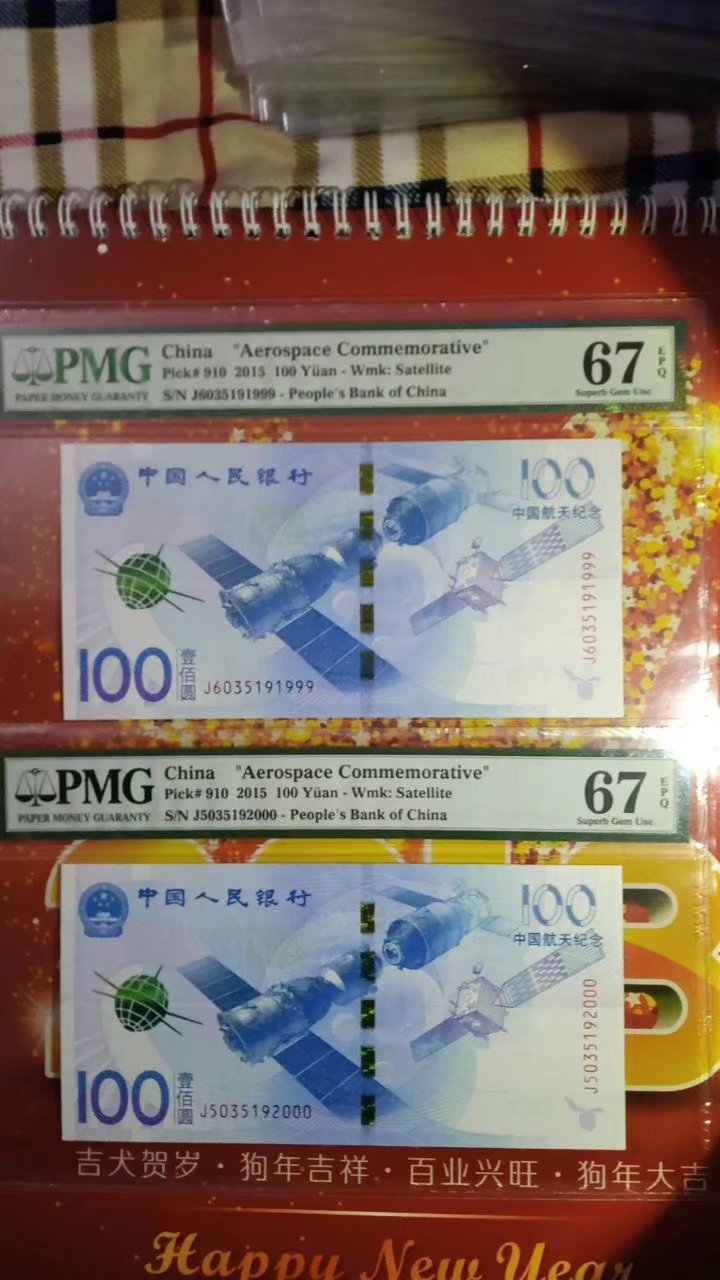 PMG
PAPER MONEY GUARANTY
China "Aerospace Commemorative"
Pick# 910 2015 100 Yüan - Wmk: Satellite
S/N J6035191999 - People's Bank of China
67
EPQ
Superb Gem Unc
中国人民银行
100
中国航天纪念
J6035191999
100
壹佰圆
J6035191999
PMG
PAPER MONEY GUARANTY
China "Aerospace Commemorative"
Pick# 910 2015 100 Yüan - Wmk: Satellite
S/N J5035192000 - People's Bank of China
67
EPQ
Superb Gem Unc
中国人民银行
100
中国航天纪念
J5035192000
100
壹佰圆
J5035192000
吉犬贺岁·狗年吉祥·百业兴旺·狗年大吉
Happy New Year